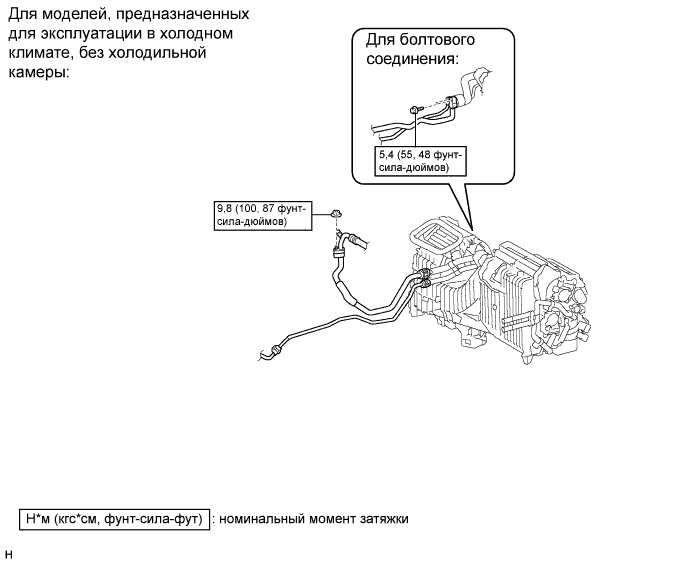 Для моделей, предназначенных
для эксплуатации в холодном
климате, без холодильной
камеры:
Для болтового
соединения:
5,4 (55, 48 фунт-
сила-дюймов)
9,8 (100, 87 фунт-
сила-дюймов)
Н*м (кгс*см, фунт-сила-фут) : номинальный момент затяжки
H